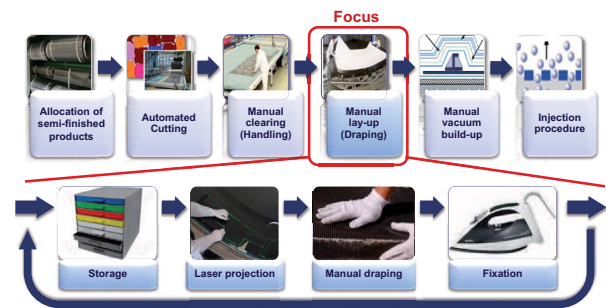 Focus
Allocation of
semi-finished
products
Automated
Cutting
Manual
clearing
(Handling)
Manual
lay-up
(Draping)
Manual
vacuum
build-up
Injection
procedure
Storage
Laser projection
Manual draping
Fixation